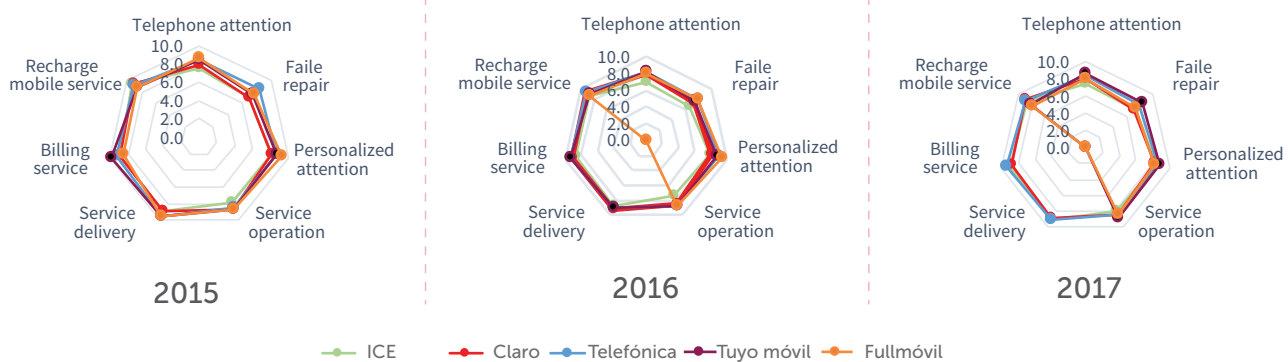 Telephone attention
10.0
8.0
6.0
4.0
2.0
0.0
Recharge
mobile service
Faile
repair
Billing
service
Personalized
attention
Service
delivery
Service
operation
2015
Telephone attention
10.0
8.0
6.0
4.0
2.0
0.0
Recharge
mobile service
Faile
repair
Billing
service
Personalized
attention
Service
delivery
Service
operation
2016
Telephone attention
10.0
8.0
6.0
4.0
2.0
0.0
Recharge
mobile service
Faile
repair
Billing
service
Personalized
attention
Service
delivery
Service
operation
2017
ICE Claro Telefónica Tuyo móvil Fullmóvil